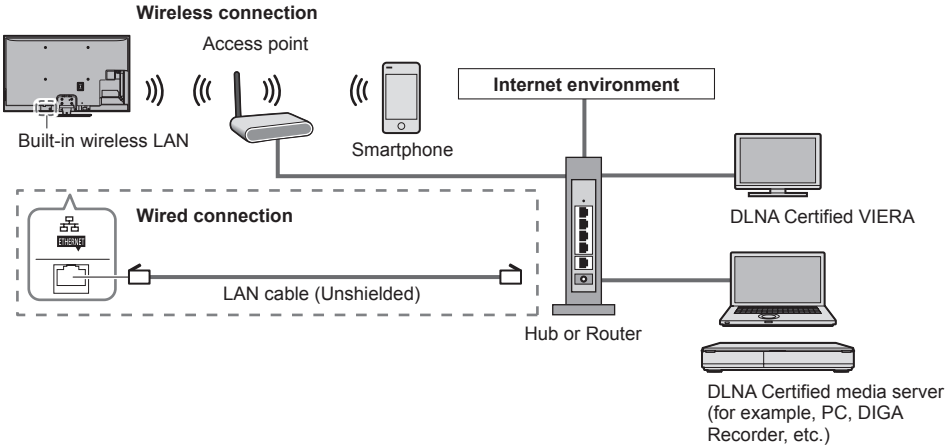 Wireless connection
Access point
Internet environment
Built-in wireless LAN
Smartphone
Wired connection
ETHERNET
DLNA Certified VIERA
LAN cable (Unshielded)
Hub or Router
DLNA Certified media server
(for example, PC, DIGA
Recorder, etc.)